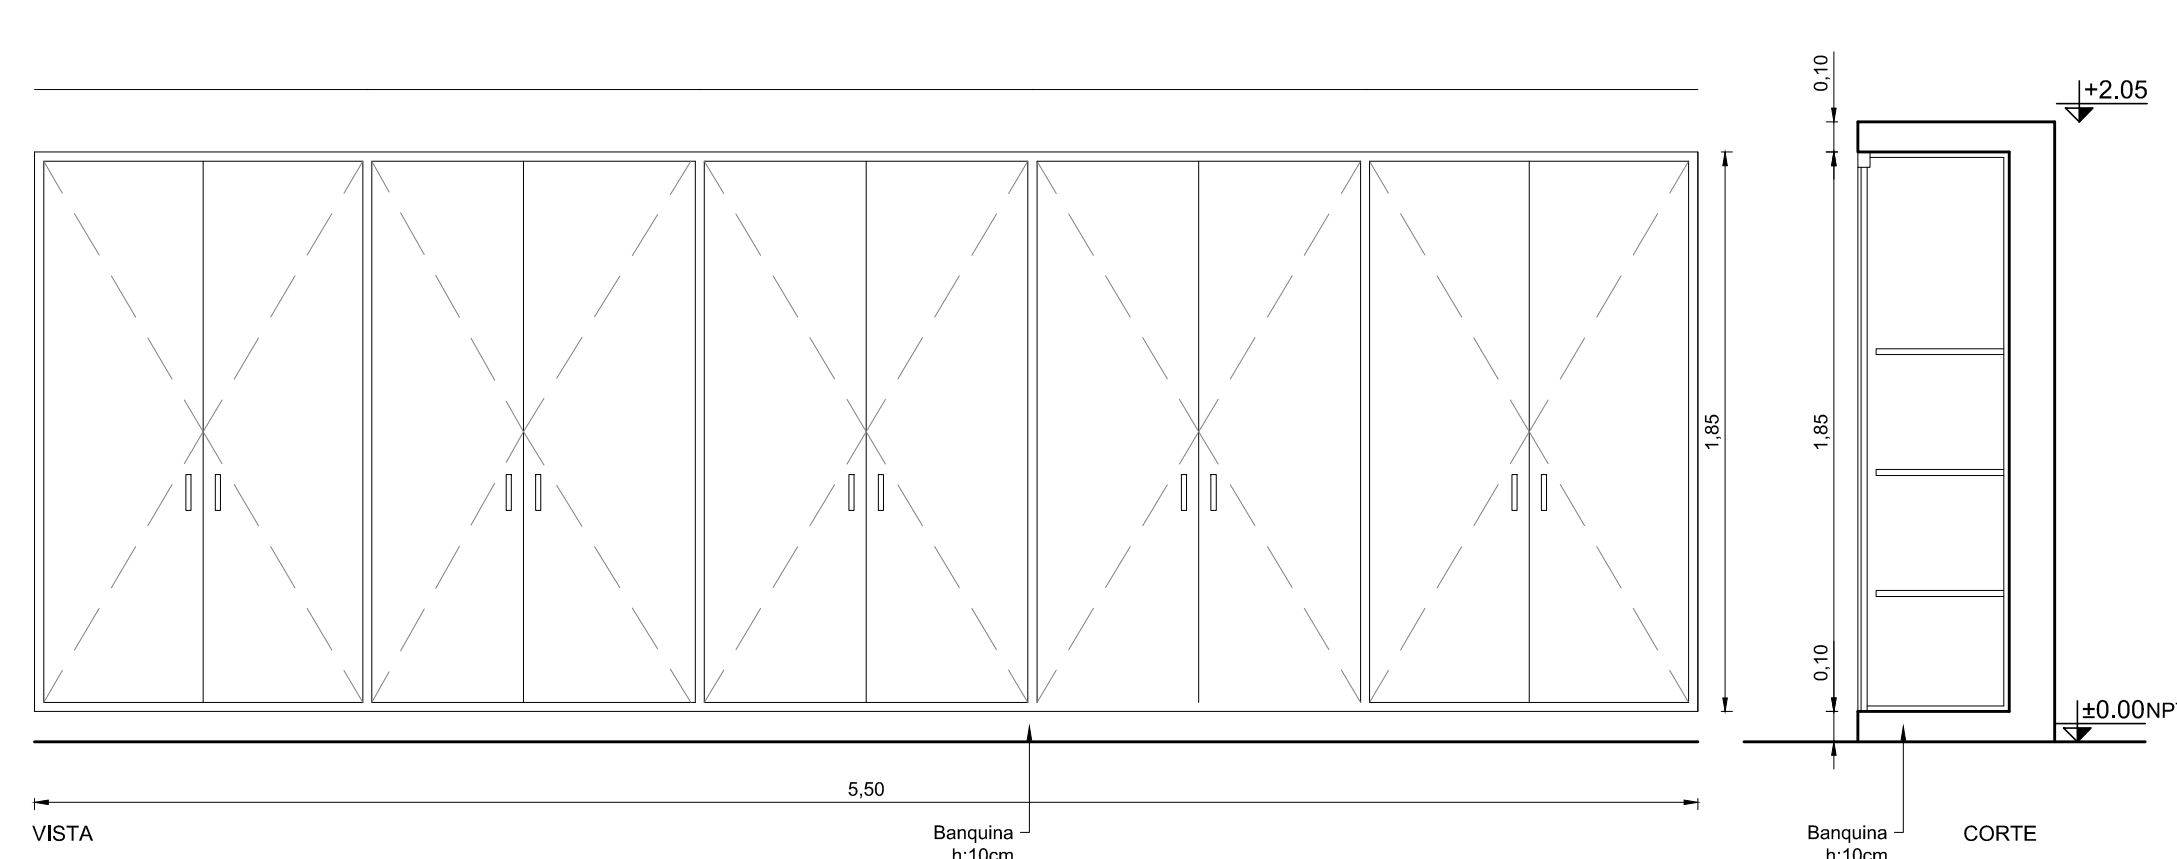 0,10
+2.05
1,85
1,85
0,10
±0.00NPT
5,50
VISTA
Banquina
h:10cm
Banquina
h:10cm
CORTE